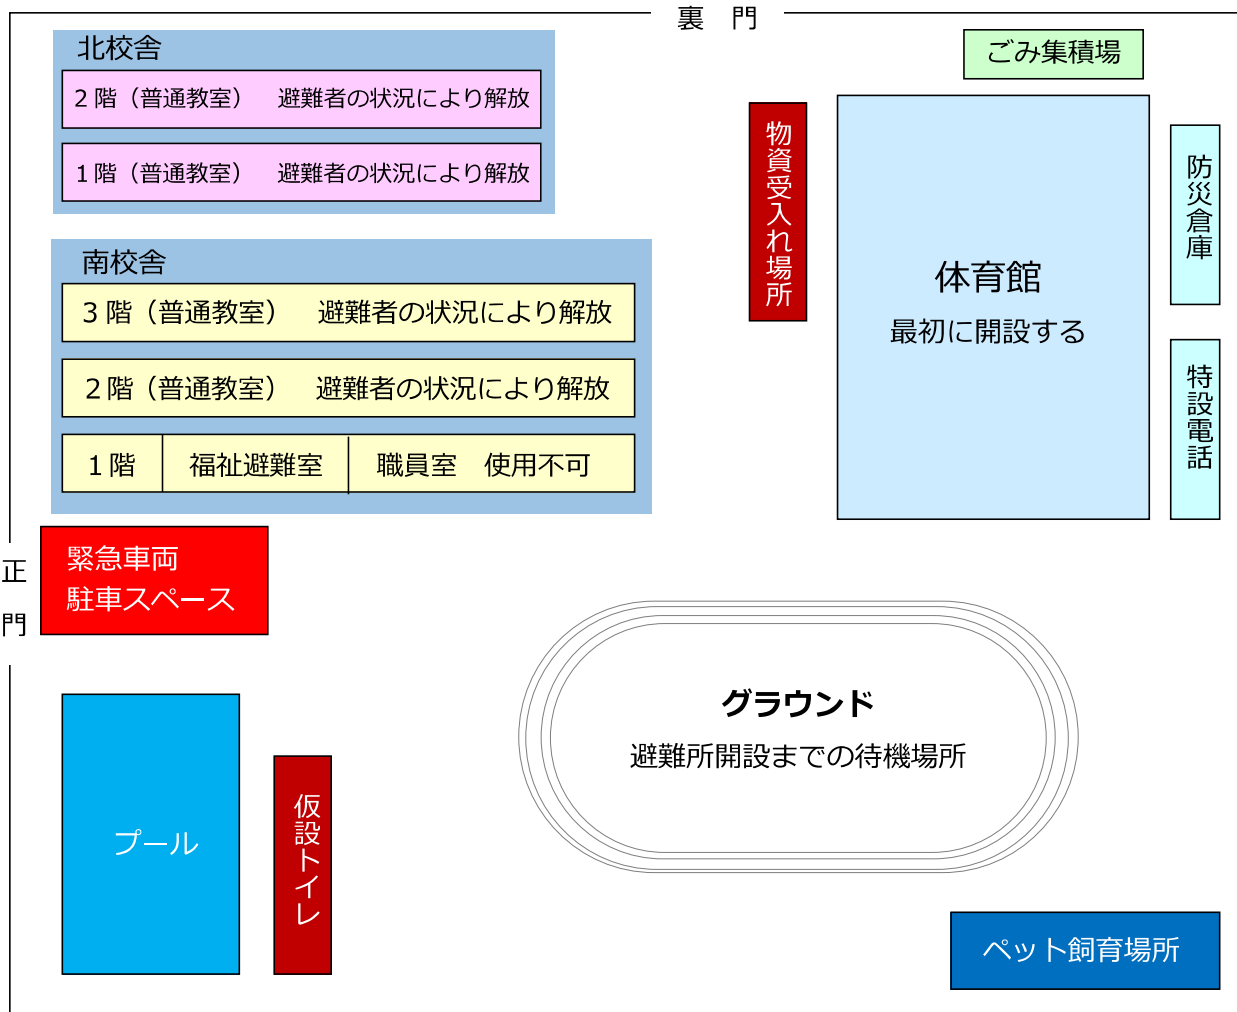 裏　門
ごみ集積場
北校舎
２階（普通教室）　避難者の状況により解放
１階（普通教室）　避難者の状況により解放
物資受入れ場所
防災倉庫
南校舎
３階（普通教室）　避難者の状況により解放
２階（普通教室）　避難者の状況により解放
１階　福祉避難室　職員室　使用不可
体育館
最初に開設する
特設電話
正門
緊急車両
駐車スペース
グラウンド
避難所開設までの待機場所
プール
仮設トイレ
ペット飼育場所